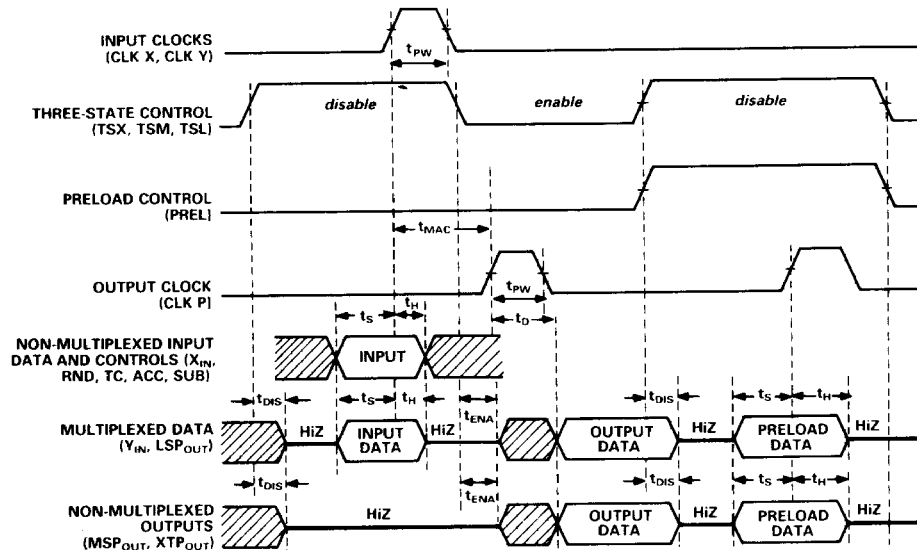 INPUT CLOCKS
(CLK X, CLK Y)
tPW
THREE-STATE CONTROL
(TSX, TSM, TSL)
disable
enable
disable
PRELOAD CONTROL
(PREL)
tMAC
OUTPUT CLOCK
(CLK P)
tPW
tS
tH
tD
NON-MULTIPLEXED INPUT
DATA AND CONTROLS (XIN,
RND, TC, ACC, SUB)
INPUT
tDIS
tS
tH
tENA
tDIS
tS
tH
MULTIPLEXED DATA
(YIN, LSPOUT)
HiZ
INPUT
DATA
HiZ
OUTPUT
DATA
HiZ
PRELOAD
DATA
HiZ
tDIS
tENA
tDIS
tS
tH
NON-MULTIPLEXED
OUTPUTS
(MSPOUT, XTPOUT)
HiZ
OUTPUT
DATA
HiZ
PRELOAD
DATA
HiZ